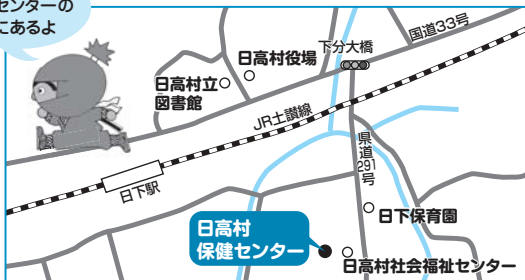 センターの
にあるよ
国道33号
下分大橋
日高村役場
日高村立
図書館
JR土讃線
県道
291
号
日下駅
日下保育園
日高村
保健センター
日高村社会福祉センター